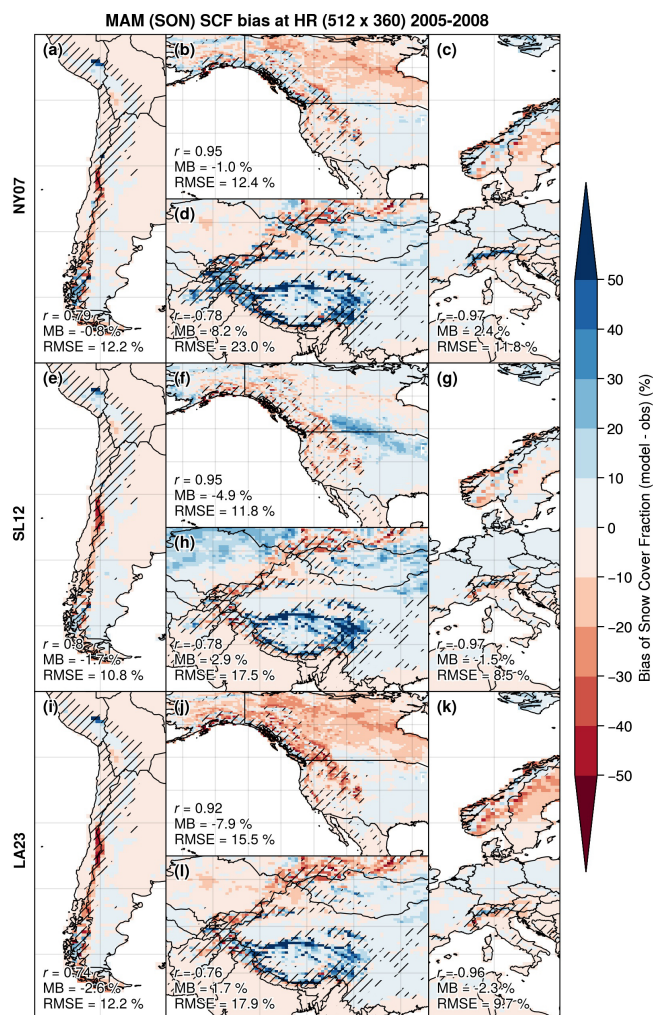 MAM (SON) SCF bias at HR (512 x 360) 2005-2008
NY07
(a)
r = 0.79
MB = -0.8 %
RMSE = 12.2 %
(b)
r = 0.95
MB = -1.0 %
RMSE = 12.4 %
(c)
(d)
r = 0.78
MB = 8.2 %
RMSE = 23.0 %
r = 0.97
MB = 2.4 %
RMSE = 11.8 %
SL12
(e)
r = 0.8
MB = -1.7 %
RMSE = 10.8 %
(f)
r = 0.95
MB = -4.9 %
RMSE = 11.8 %
(g)
(h)
r = 0.78
MB = 2.9 %
RMSE = 17.5 %
r = 0.97
MB = -1.5 %
RMSE = 8.5 %
LA23
(i)
r = 0.74
MB = -2.6 %
RMSE = 12.2 %
(j)
r = 0.92
MB = -7.9 %
RMSE = 15.5 %
(k)
(l)
r = 0.76
MB = 1.7 %
RMSE = 17.9 %
r = 0.96
MB = -2.3 %
RMSE = 9.7 %
50
40
30
20
10
0
−10
−20
−30
−40
−50
Bias of Snow Cover Fraction (model - obs) (%)